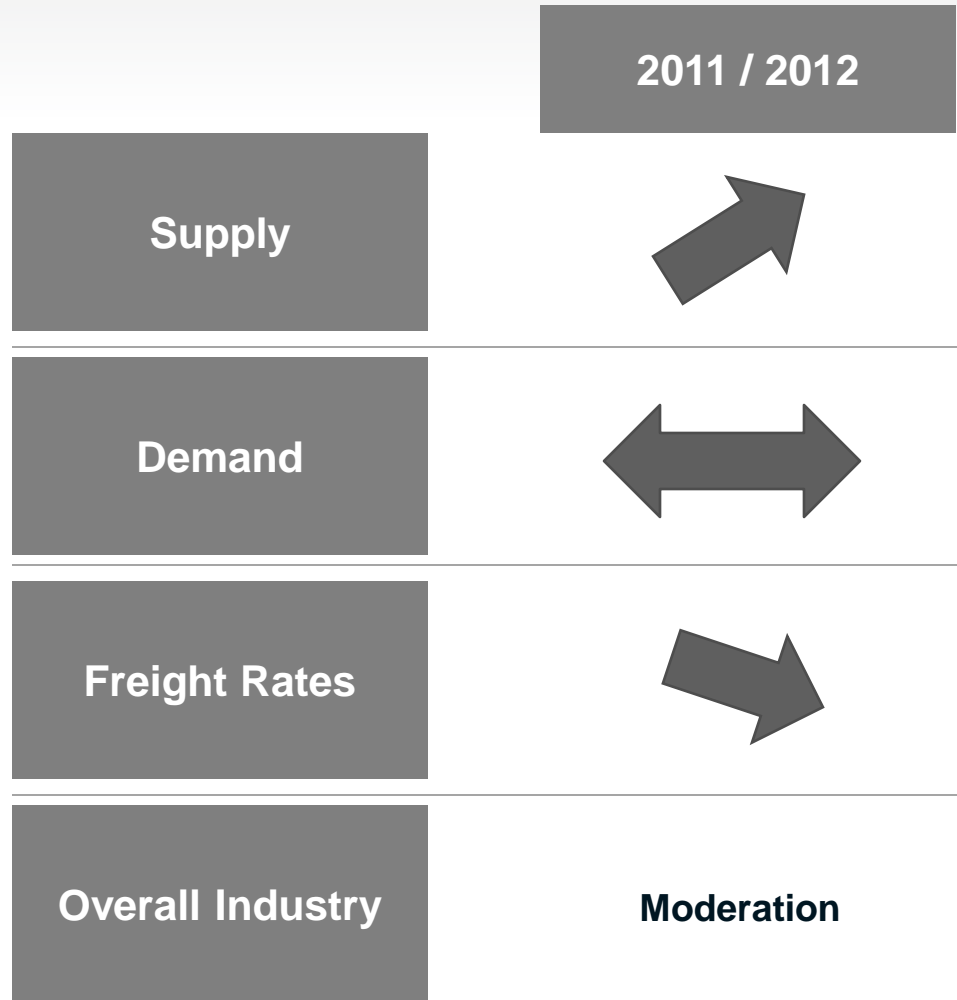 2011 / 2012
Supply
Demand
Freight Rates
Overall Industry
Moderation